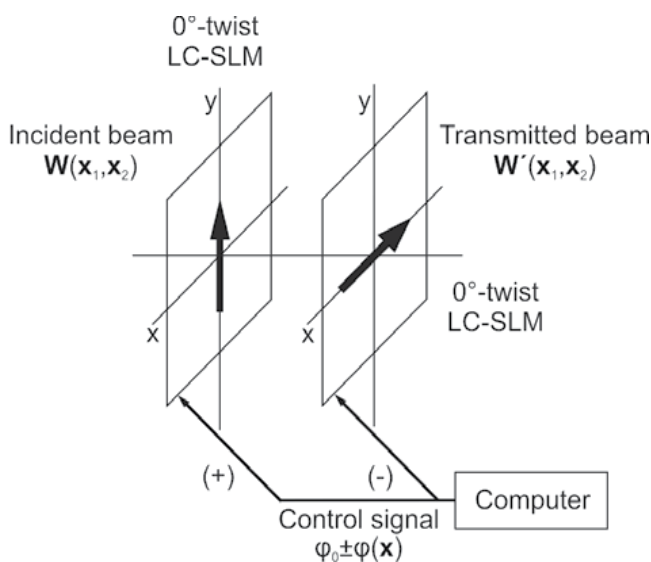 0°-twist
LC-SLM
Incident beam
W(x₁,x₂)
y
x
y
Transmitted beam
W´(x₁,x₂)
0°-twist
LC-SLM
x
(+)
(-)
Computer
Control signal
φ₀±φ(x)